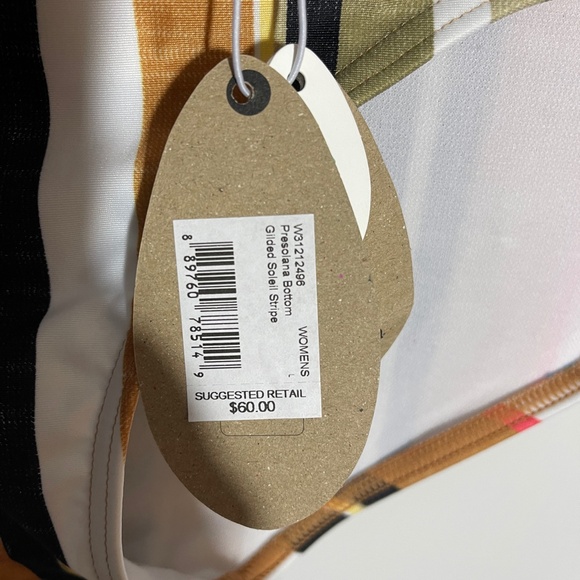 W31212496
Presolana Bottom
Gilded Soleil Stripe
WOMENS
L
8 89760 78514 9
SUGGESTED RETAIL
$60.00